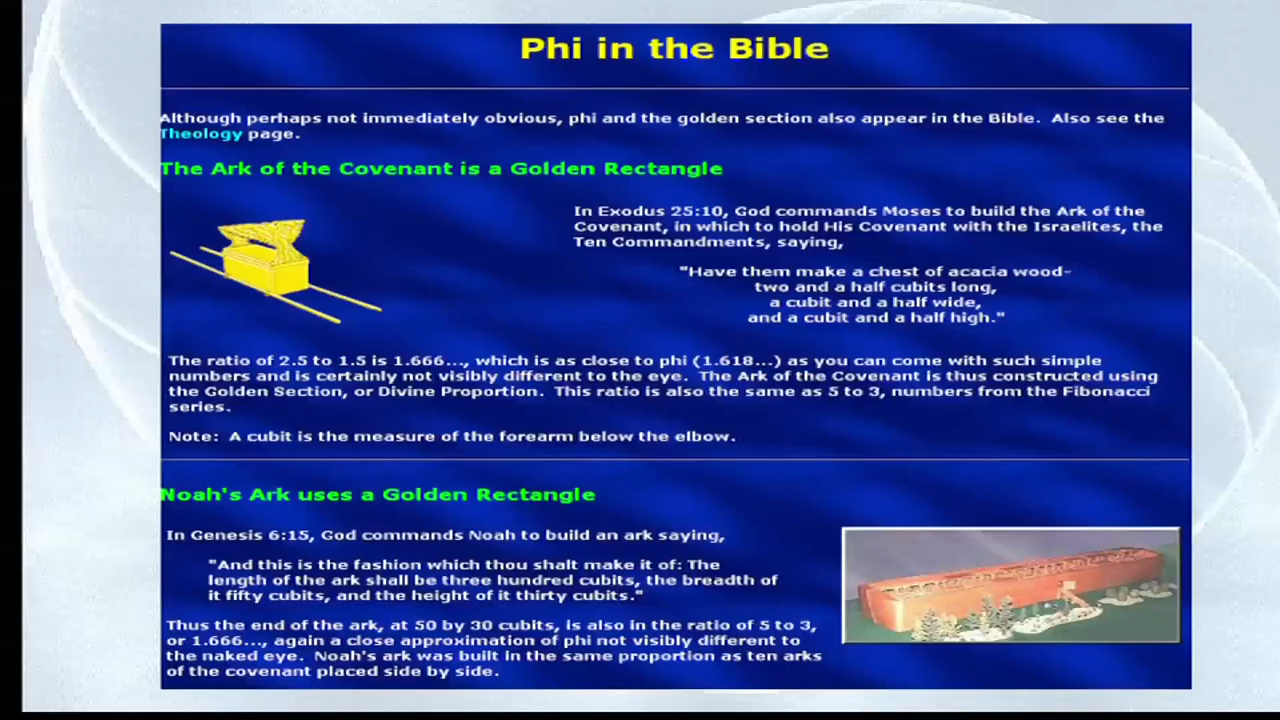 Phi in the Bible
Although perhaps not immediately obvious, phi and the golden section also appear in the Bible.  Also see the
Theology page.
The Ark of the Covenant is a Golden Rectangle
In Exodus 25:10, God commands Moses to build the Ark of the
Covenant, in which to hold His Covenant with the Israelites, the
Ten Commandments, saying,
"Have them make a chest of acacia wood-
two and a half cubits long,
a cubit and a half wide,
and a cubit and a half high."
The ratio of 2.5 to 1.5 is 1.666..., which is as close to phi (1.618...) as you can come with such simple
numbers and is certainly not visibly different to the eye.  The Ark of the Covenant is thus constructed using
the Golden Section, or Divine Proportion.  This ratio is also the same as 5 to 3, numbers from the Fibonacci
series.
Note:  A cubit is the measure of the forearm below the elbow.
Noah's Ark uses a Golden Rectangle
In Genesis 6:15, God commands Noah to build an ark saying,
"And this is the fashion which thou shalt make it of: The
length of the ark shall be three hundred cubits, the breadth of
it fifty cubits, and the height of it thirty cubits."
Thus the end of the ark, at 50 by 30 cubits, is also in the ratio of 5 to 3,
or 1.666..., again a close approximation of phi not visibly different to
the naked eye.  Noah's ark was built in the same proportion as ten arks
of the covenant placed side by side.